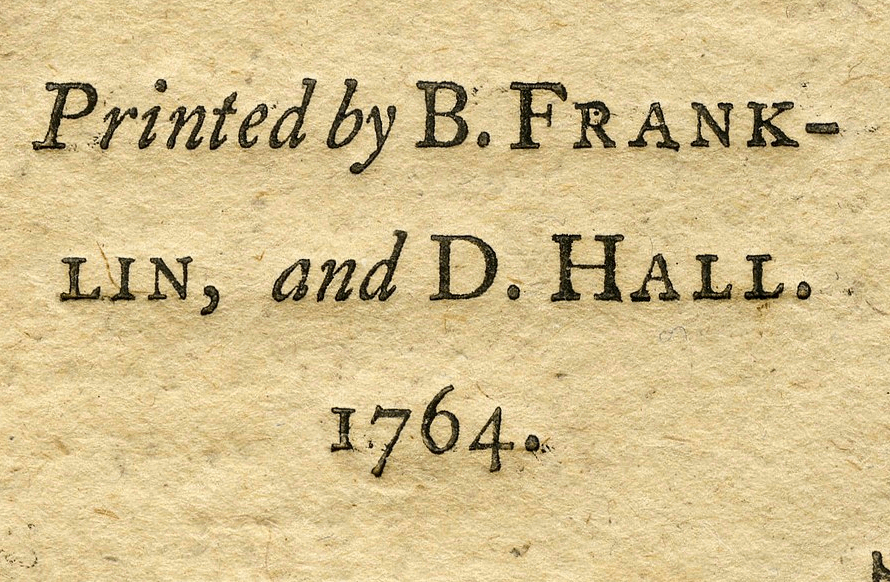 Printed by B. FRANK-
LIN, and D. HALL.
1764.